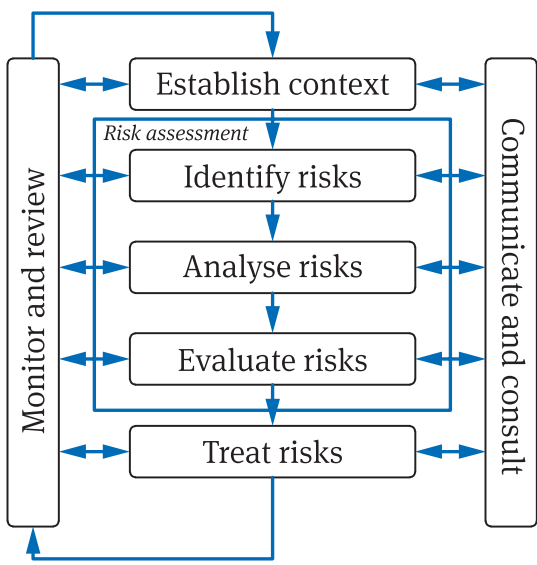 Establish context
Risk assessment
Identify risks
Analyse risks
Evaluate risks
Treat risks
Monitor and review
Communicate and consult